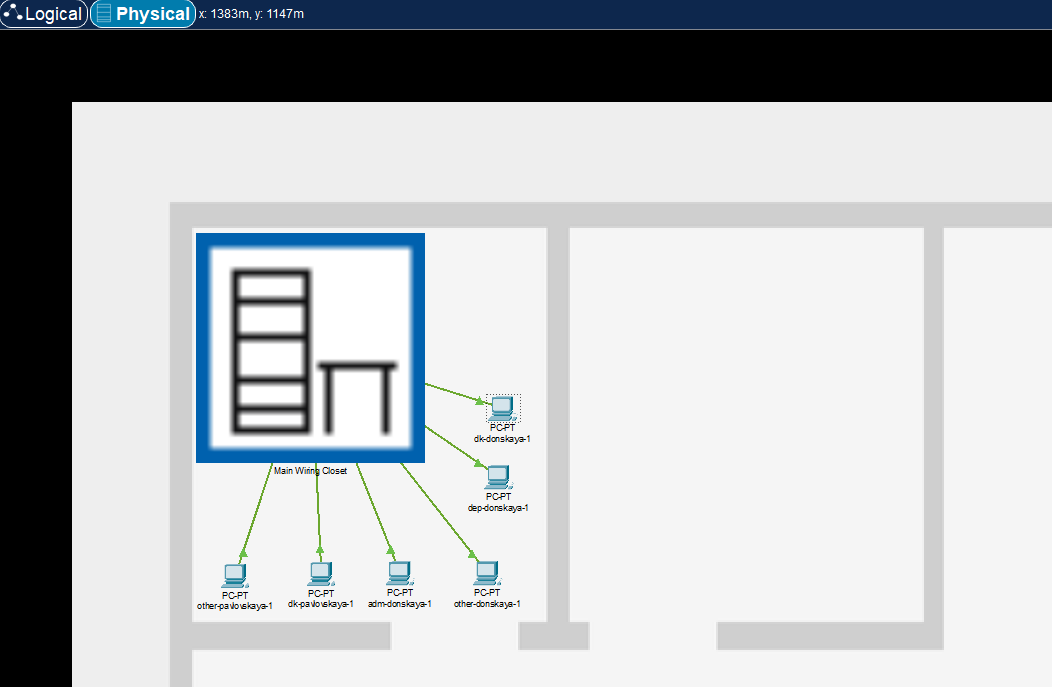 Logical Physical x: 1383m, y: 1147m
PC-PT
dk-donskaya-1
Main Wiring Closet
PC-PT
dep-donskaya-1
PC-PT
other-pavlovskaya-1
PC-PT
dk-pavlovskaya-1
PC-PT
adm-donskaya-1
PC-PT
other-donskaya-1